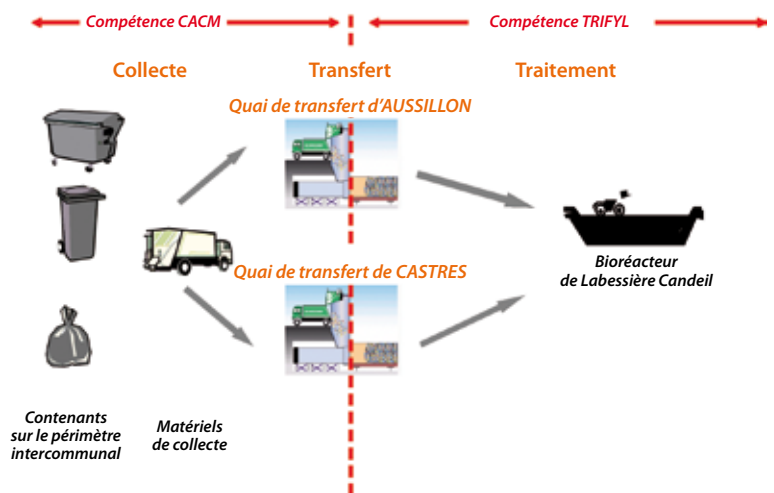 Compétence CACM
Compétence TRIFYL
Collecte
Transfert
Traitement
Quai de transfert d'AUSSILLON
Quai de transfert de CASTRES
Bioréacteur
de Labessière Candeil
Contenants
sur le périmètre
intercommunal
Matériels
de collecte